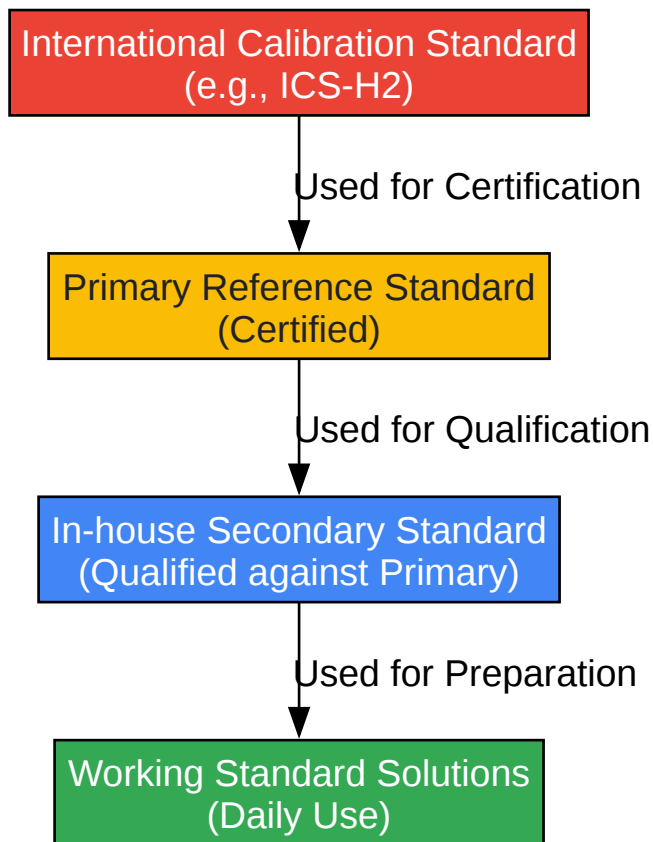 International Calibration Standard
(e.g., ICS-H2)
Used for Certification
Primary Reference Standard
(Certified)
Used for Qualification
In-house Secondary Standard
(Qualified against Primary)
Used for Preparation
Working Standard Solutions
(Daily Use)